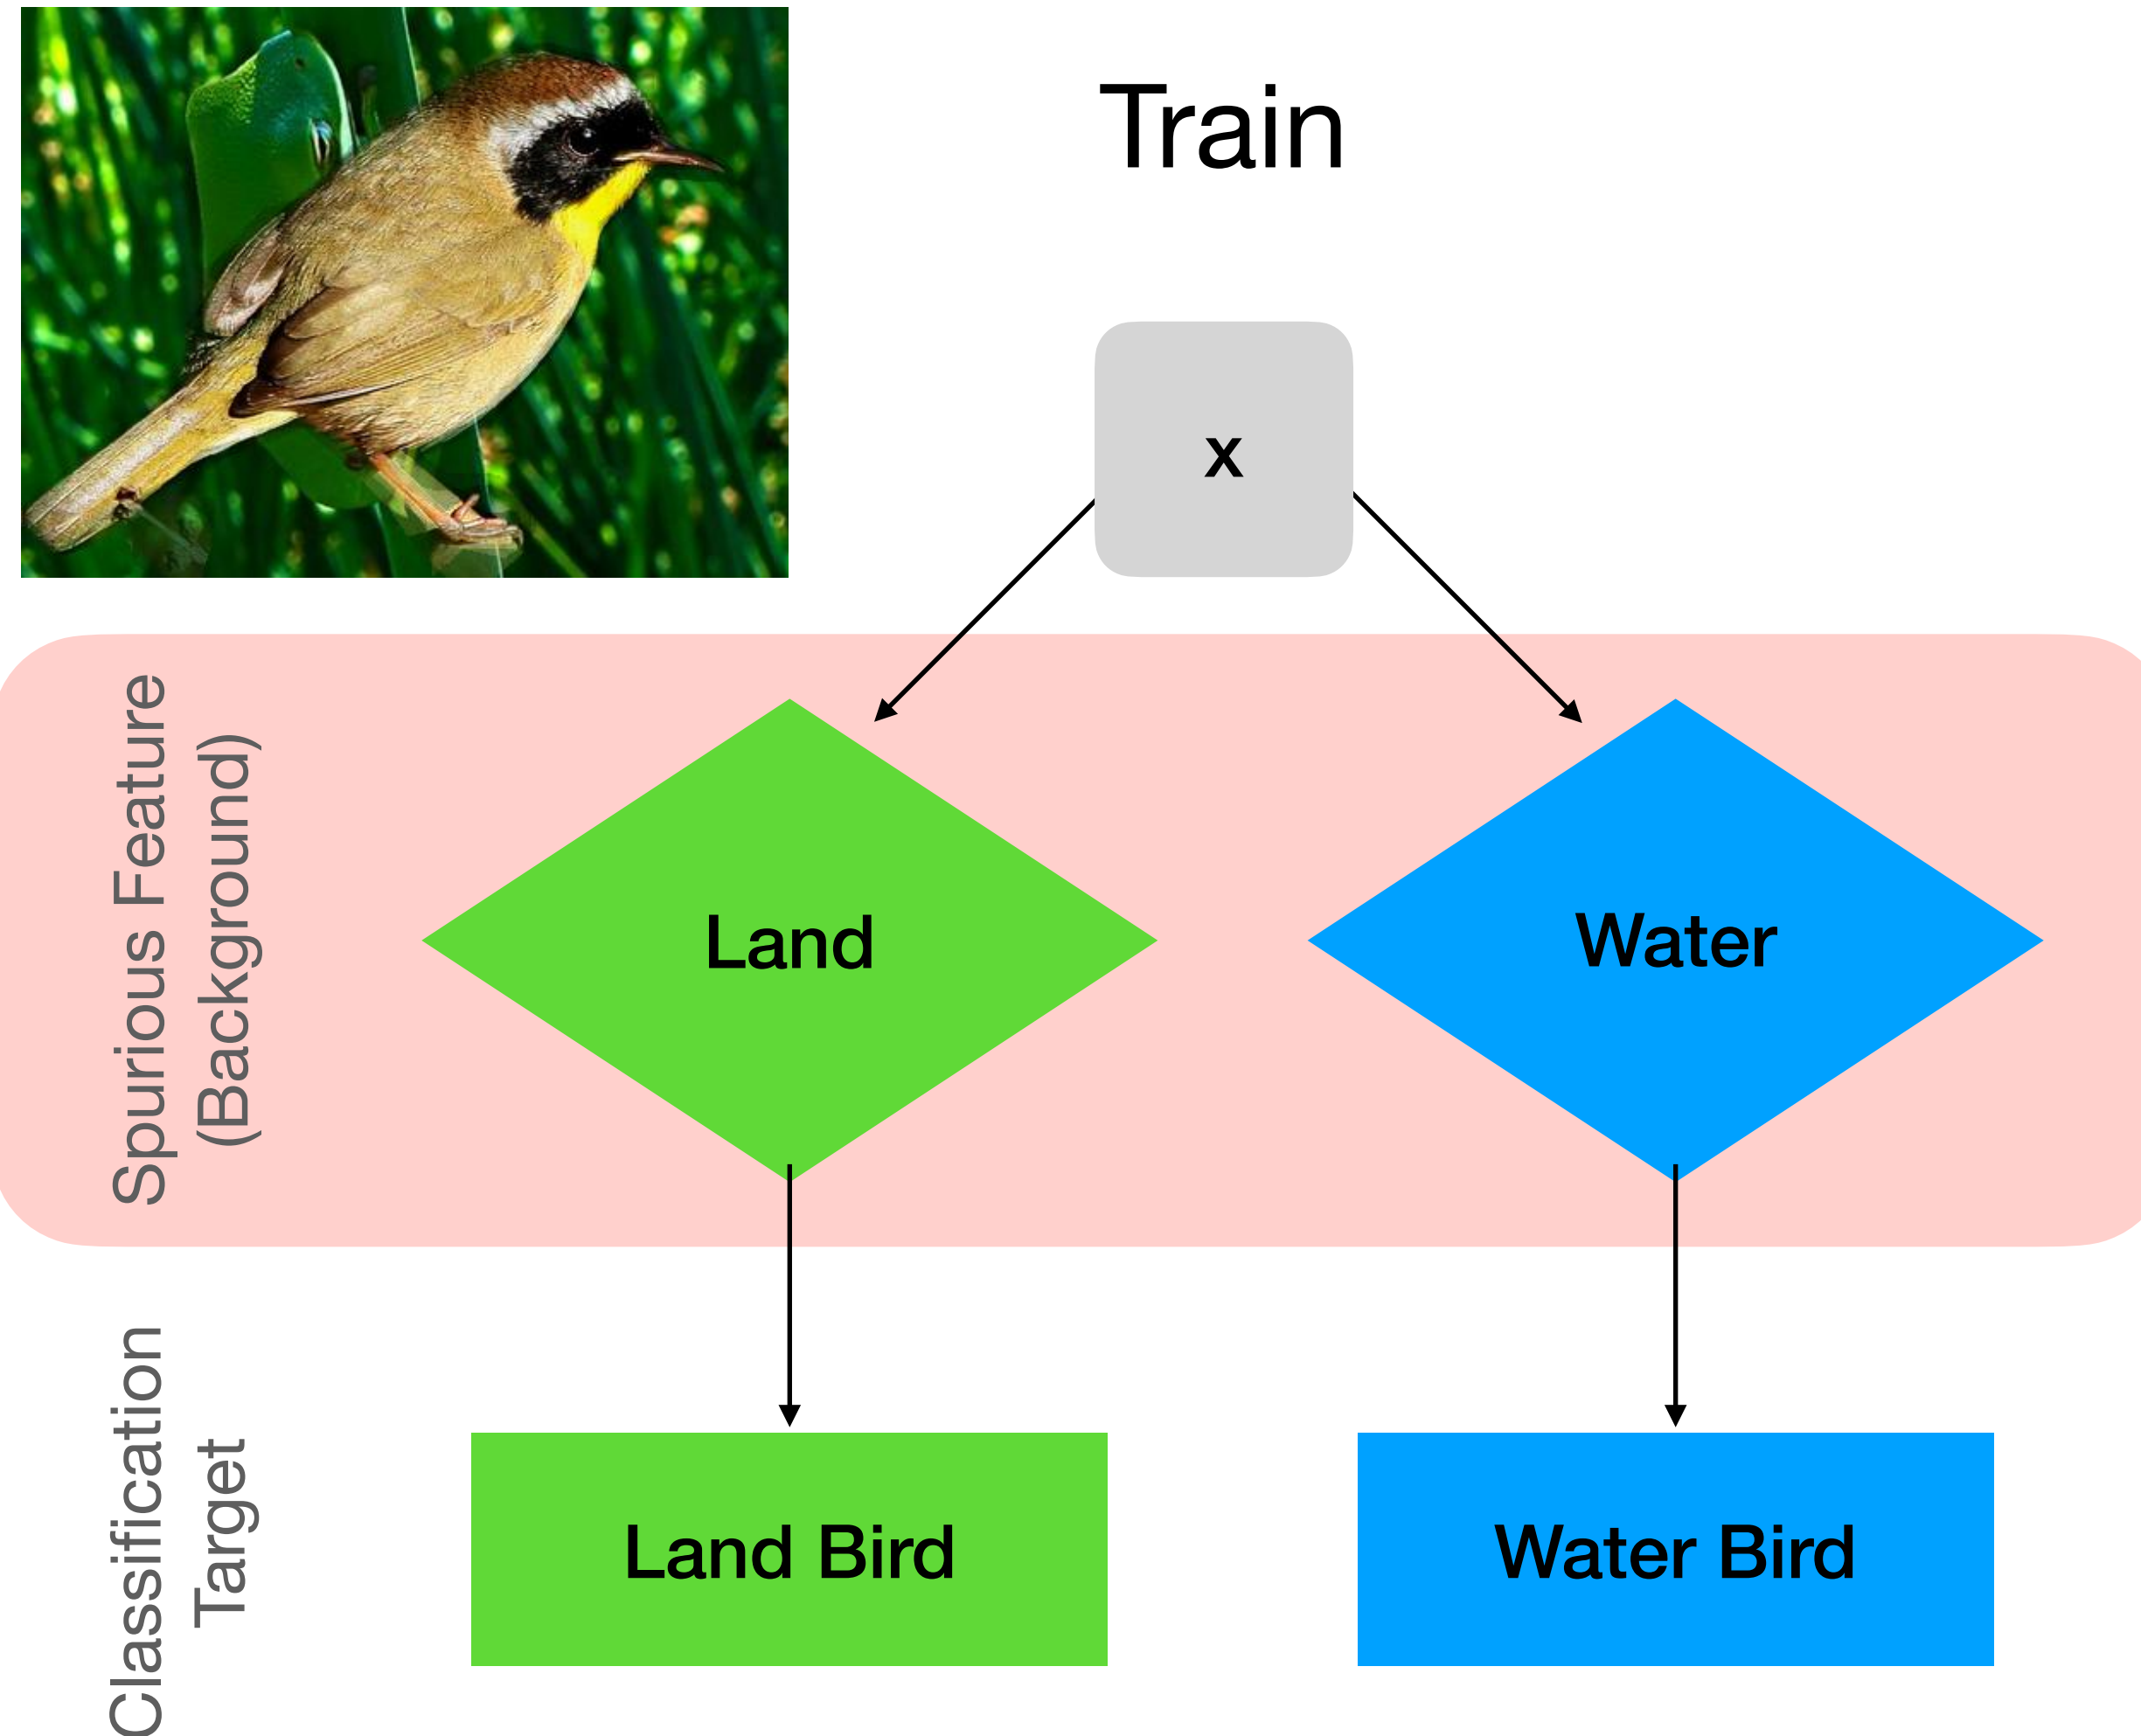 Train
x
Spurious Feature
(Background)
Land
Water
Classification
Target
Land Bird
Water Bird